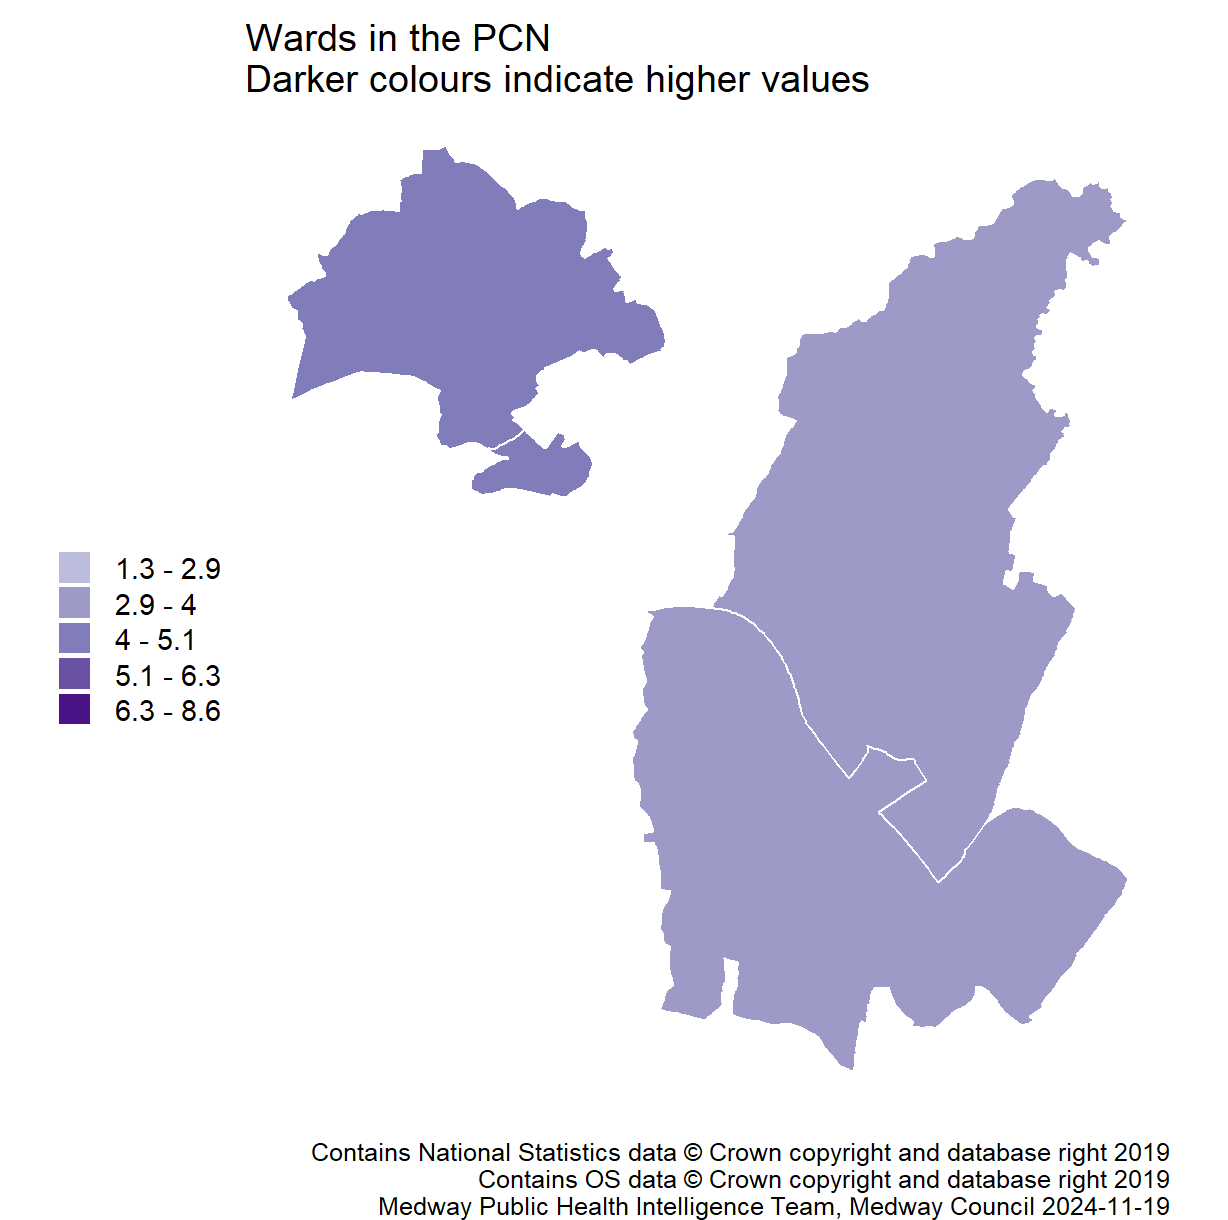 Wards in the PCN
Darker colours indicate higher values
1.3 - 2.9
2.9 - 4
4 - 5.1
5.1 - 6.3
6.3 - 8.6
Contains National Statistics data © Crown copyright and database right 2019
Contains OS data © Crown copyright and database right 2019
Medway Public Health Intelligence Team, Medway Council 2024-11-19